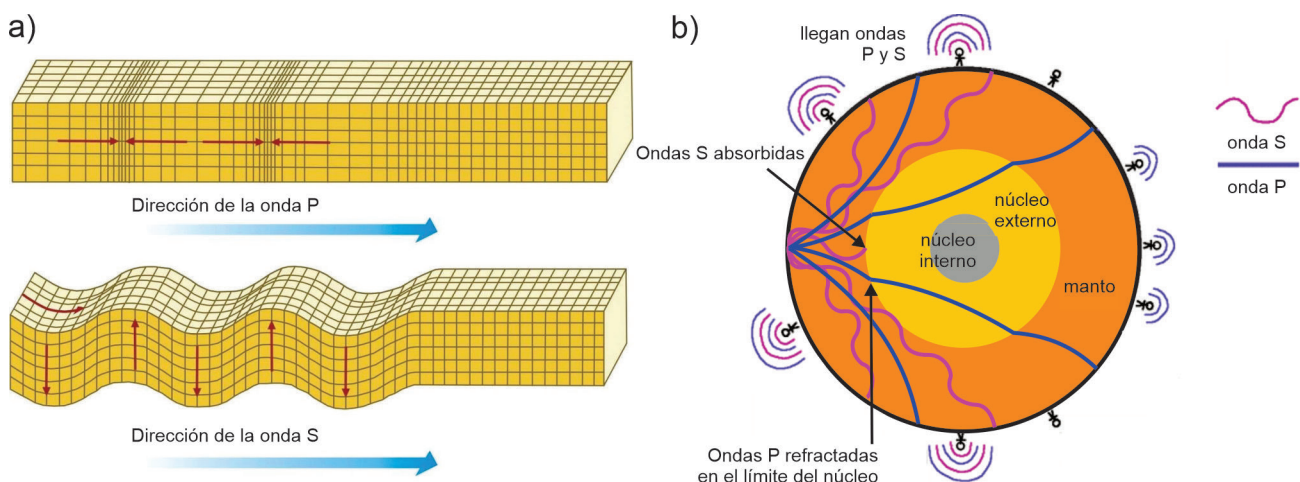 a)
Dirección de la onda P
Dirección de la onda S
b)
llegan ondas
P y S
Ondas S absorbidas
núcleo
externo
núcleo
interno
manto
Ondas P refractadas
en el límite del núcleo
onda S
onda P